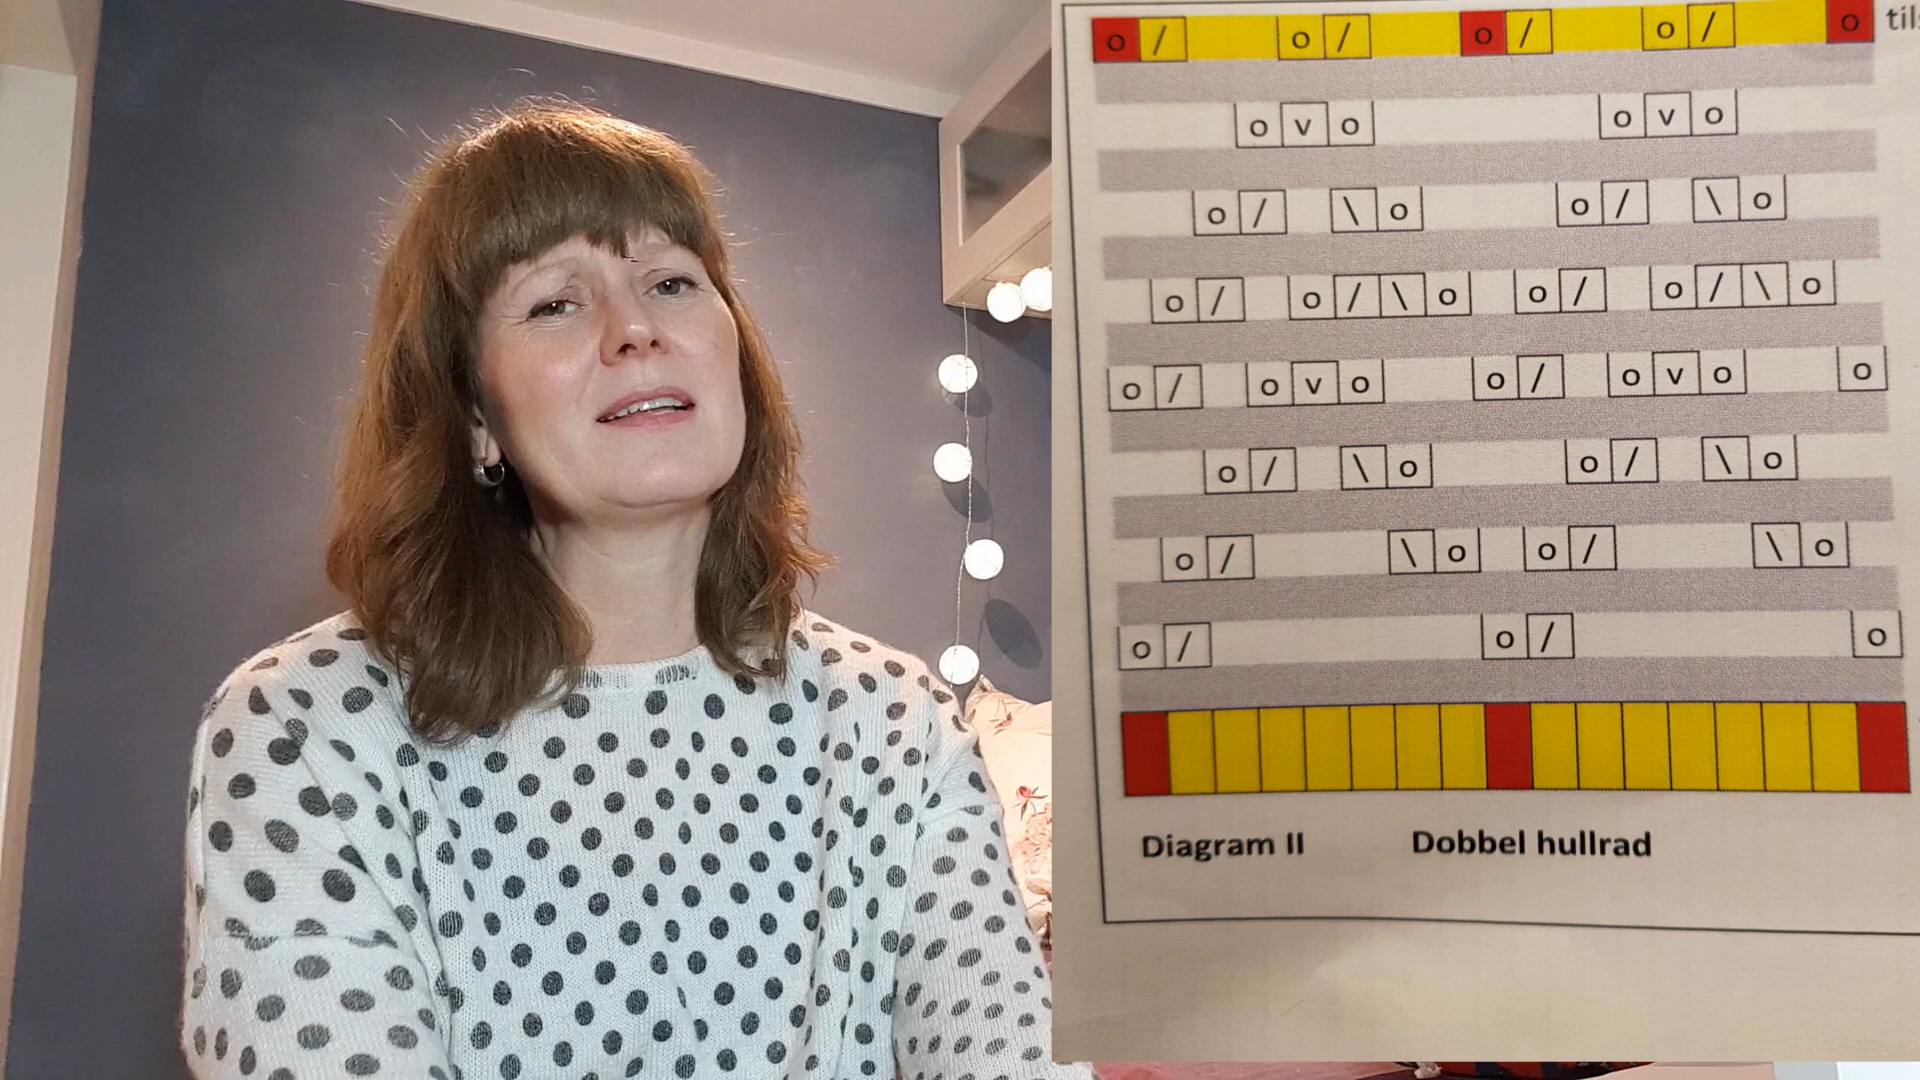 o / o / o / o / o til
o v o o v o
o / \ o o / \ o
o / o / \ o o / o / \ o
o / o v o o / o v o o
o / \ o o / \ o
o / \ o o / \ o
o / o / o
Diagram II Dobbel hullrad